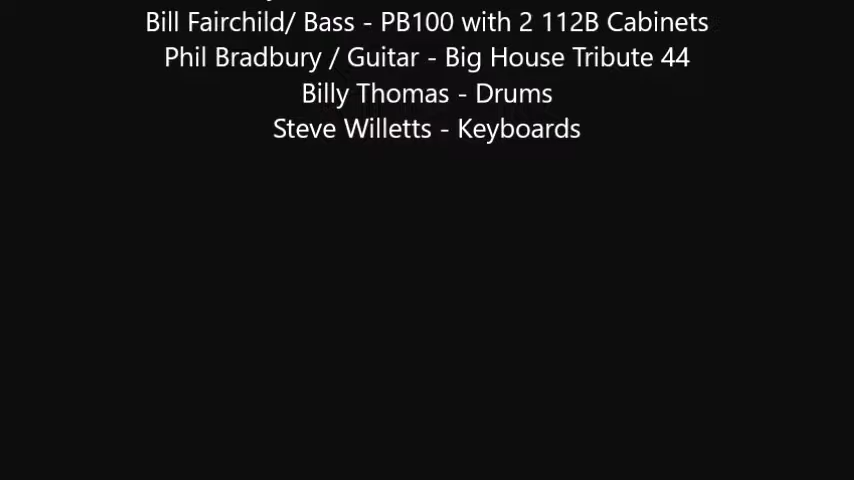 Bill Fairchild/ Bass - PB100 with 2 112B Cabinets
Phil Bradbury / Guitar - Big House Tribute 44
Billy Thomas - Drums
Steve Willetts - Keyboards